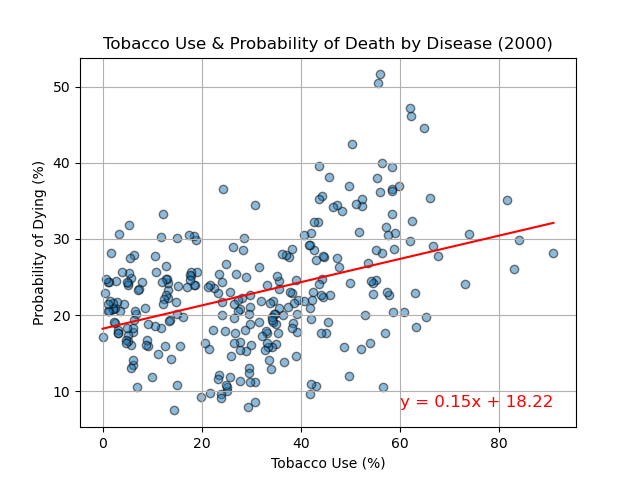 Tobacco Use & Probability of Death by Disease (2000)
50
40
30
20
10
Probability of Dying (%)
y = 0.15x + 18.22
0 20 40 60 80
Tobacco Use (%)